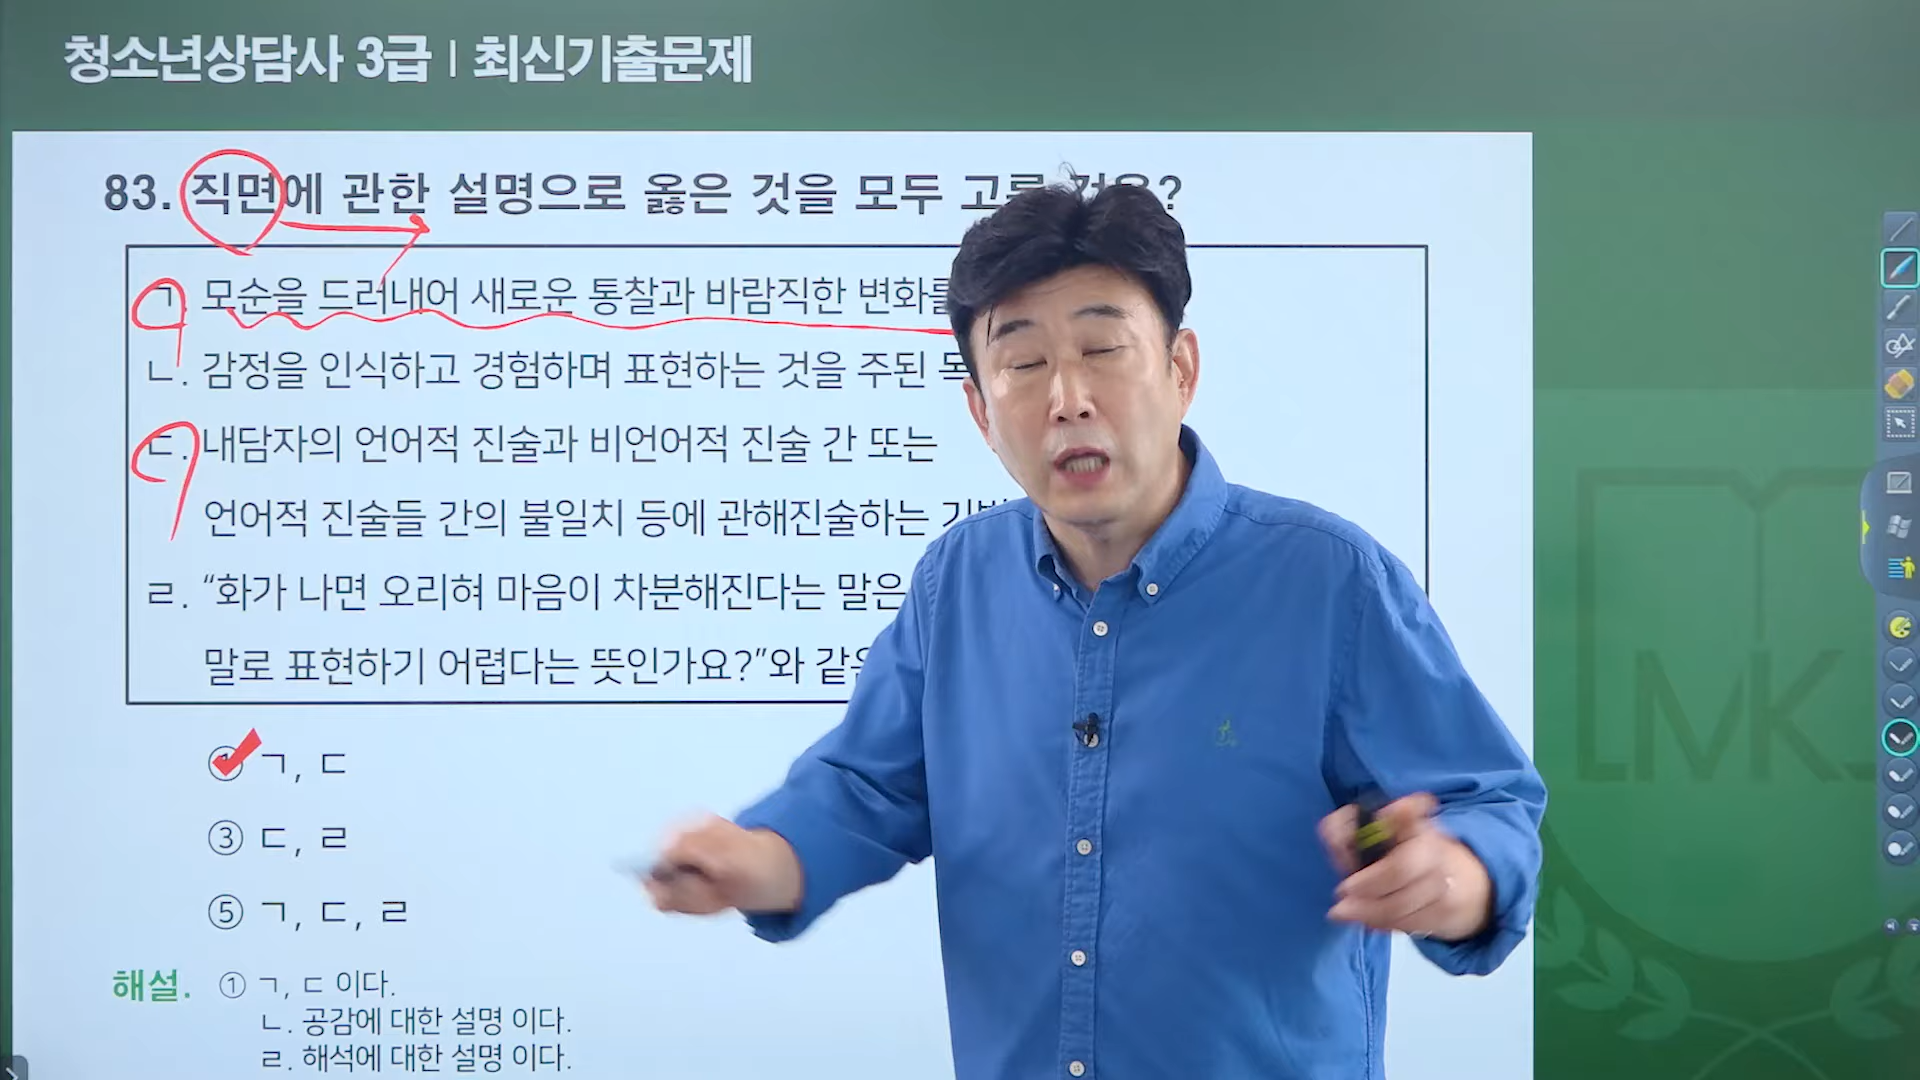 청소년상담사 3급 | 최신기출문제
83. 직면에 관한 설명으로 옳은 것을 모두 고른 것은?
ㄱ. 모순을 드러내어 새로운 통찰과 바람직한 변화를
ㄴ. 감정을 인식하고 경험하며 표현하는 것을 주된
ㄷ. 내담자의 언어적 진술과 비언어적 진술 간 또는
언어적 진술들 간의 불일치 등에 관해진술하는
ㄹ. “화가 나면 오리혀 마음이 차분해진다는 말은
말로 표현하기 어렵다는 뜻인가요?”와
① ㄱ, ㄷ
③ ㄷ, ㄹ
⑤ ㄱ, ㄷ, ㄹ
해설. ① ㄱ, ㄷ 이다.
ㄴ. 공감에 대한 설명 이다.
ㄹ. 해석에 대한 설명 이다.
MK